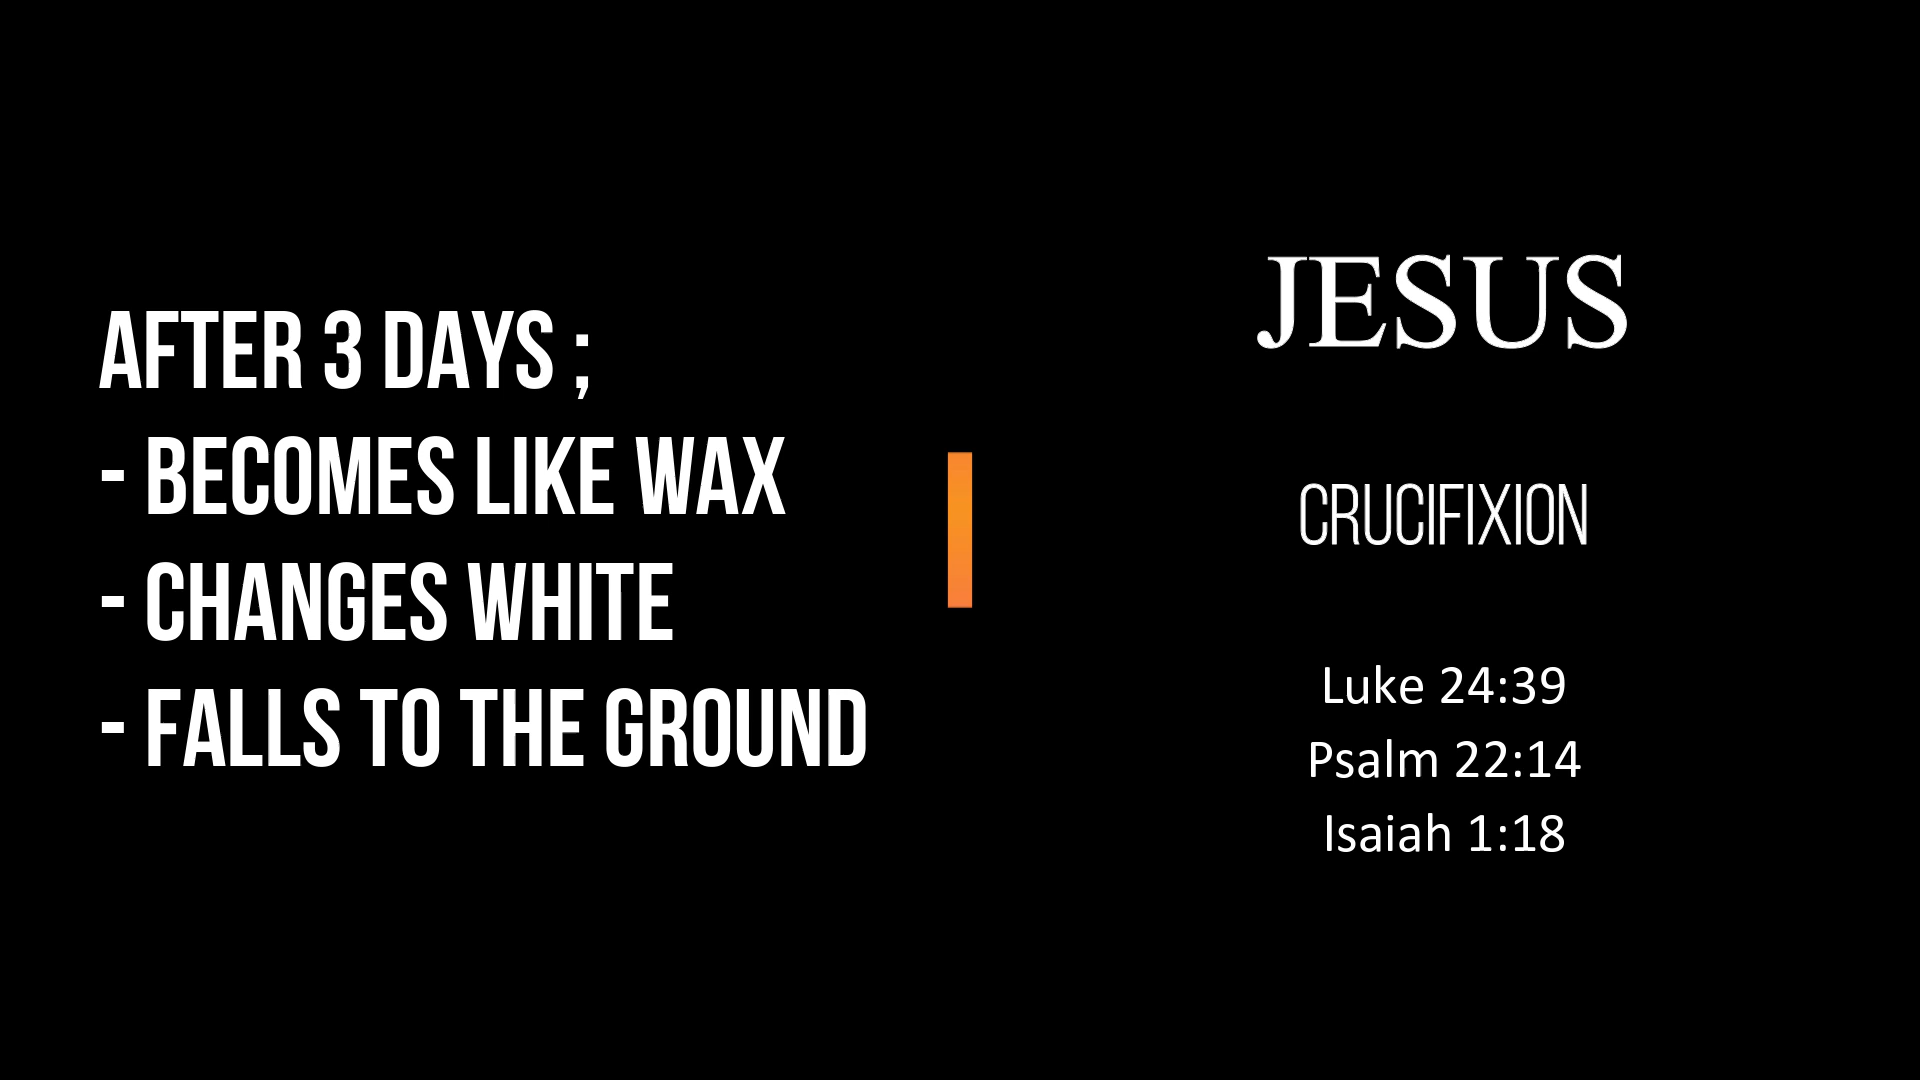 AFTER 3 DAYS ;
- BECOMES LIKE WAX
- CHANGES WHITE
- FALLS TO THE GROUND
JESUS
CRUCIFIXION
Luke 24:39
Psalm 22:14
Isaiah 1:18